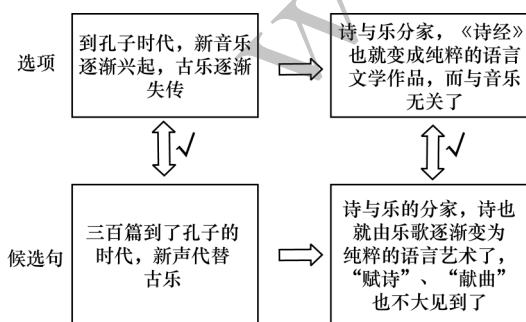 选项
到孔子时代，新音乐
逐渐兴起，古乐逐渐
失传
诗与乐分家，《诗经》
也就变成纯粹的语言
文学作品，而与音乐
无关了
候选句
三百篇到了孔子的
时代，新声代替
古乐
诗与乐的分家，诗也
就由乐歌逐渐变为
纯粹的语言艺术了，
“赋诗”、“献曲”
也不大见到了